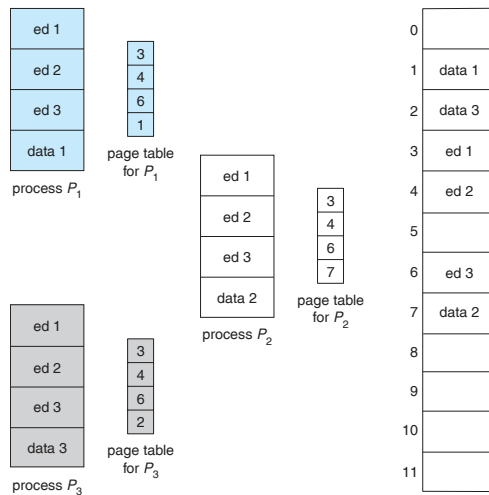 ed 1
ed 2
ed 3
data 1
process P1
3
4
6
1
page table
for P1
ed 1
ed 2
ed 3
data 2
process P2
3
4
6
7
page table
for P2
ed 1
ed 2
ed 3
data 3
process P3
3
4
6
2
page table
for P3
0
1 data 1
2 data 3
3 ed 1
4 ed 2
5
6 ed 3
7 data 2
8
9
10
11